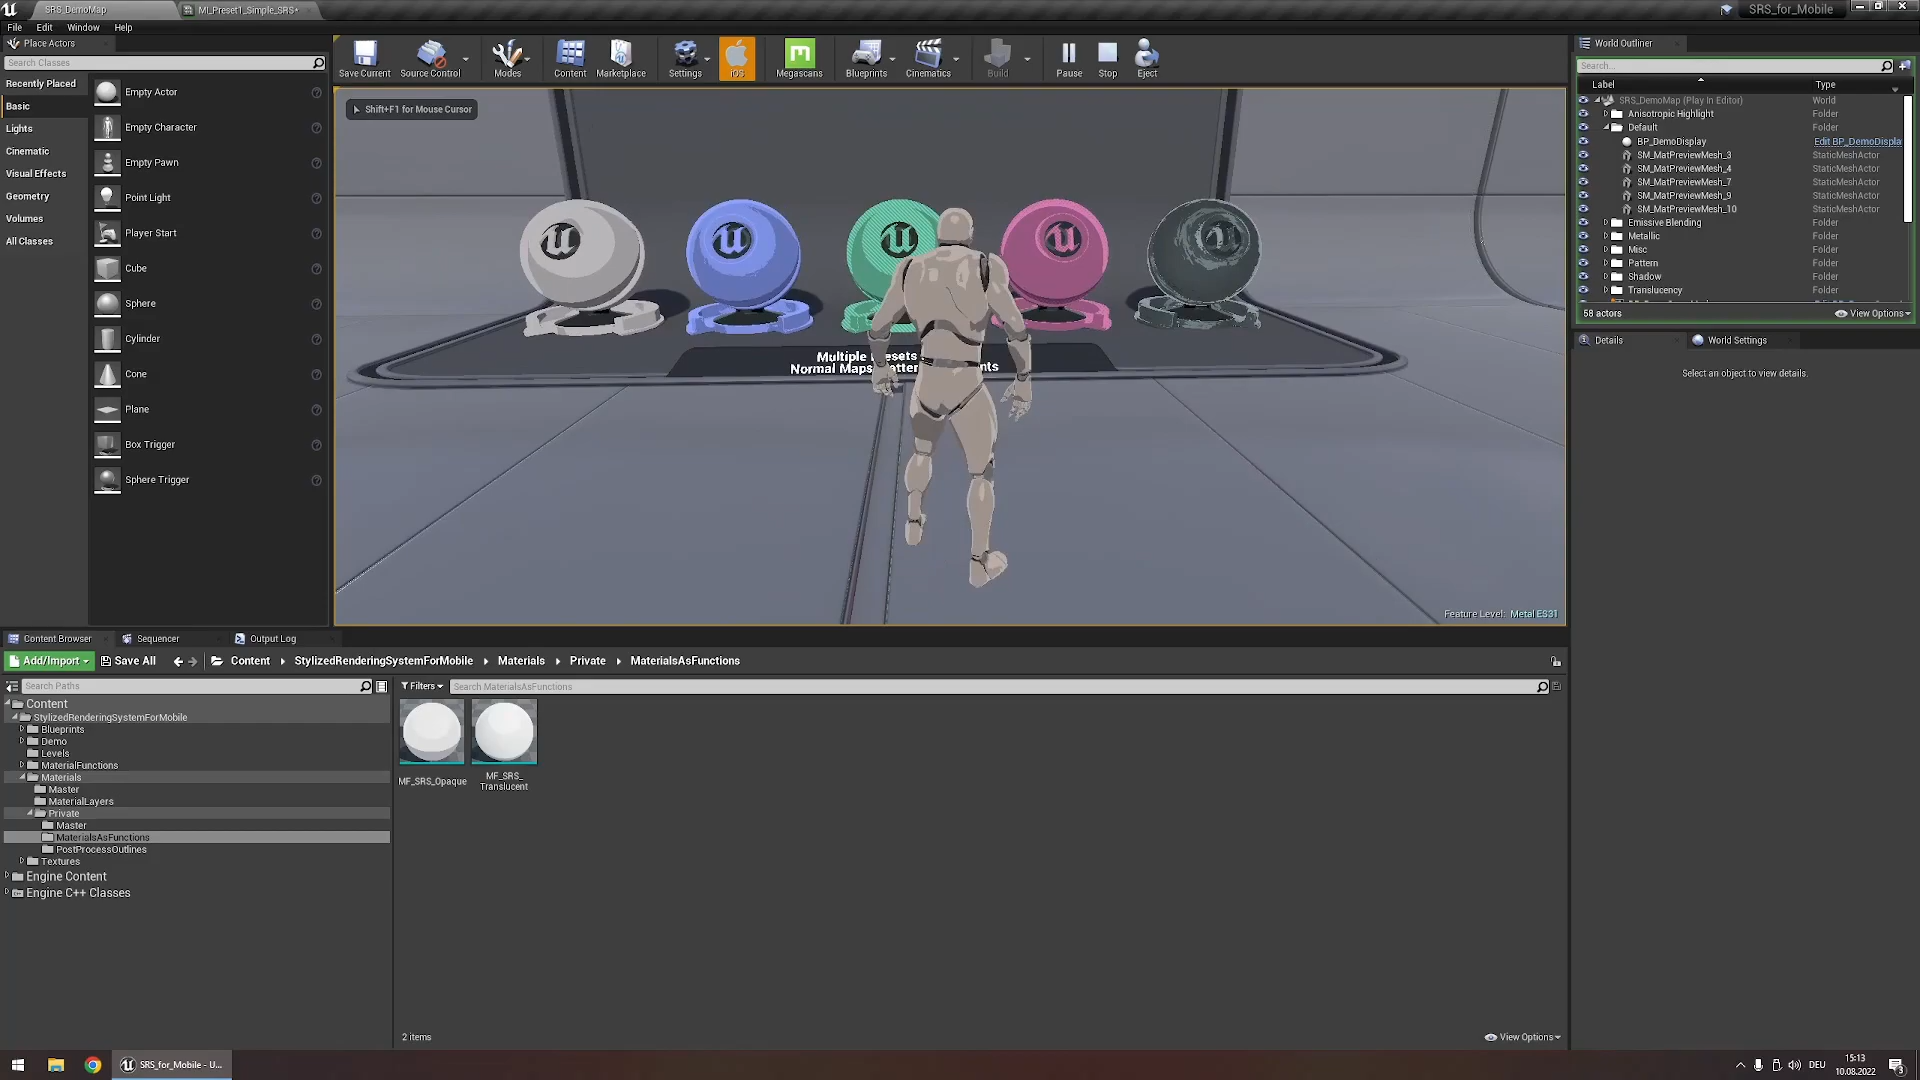 SRS_DemoMap
MI_Preset1_Simple_SRS*
SRS_for_Mobile
File Edit Window Help
Place Actors
Search Classes
Recently Placed
Basic
Lights
Cinematic
Visual Effects
Geometry
Volumes
All Classes
Empty Actor
Empty Character
Empty Pawn
Point Light
Player Start
Cube
Sphere
Cylinder
Cone
Plane
Box Trigger
Sphere Trigger
Save Current
Source Control
Modes
Content
Marketplace
Settings
iOS
Megascans
Blueprints
Cinematics
Build
Pause
Stop
Eject
Shift+F1 for Mouse Cursor
Multiple
Normal Maps
Feature Level: Metal ES31
World Outliner
Search...
Label Type
SRS_DemoMap (Play In Editor) World
Anisotropic Highlight Folder
Default Folder
BP_DemoDisplay Edit BP_DemoDispla
SM_MatPreviewMesh_3 StaticMeshActor
SM_MatPreviewMesh_4 StaticMeshActor
SM_MatPreviewMesh_7 StaticMeshActor
SM_MatPreviewMesh_9 StaticMeshActor
SM_MatPreviewMesh_10 StaticMeshActor
Emissive Blending Folder
Metallic Folder
Misc Folder
Pattern Folder
Shadow Folder
Translucency Folder
58 actors View Options
Details World Settings
Select an object to view details.
Content Browser Sequencer Output Log
Add/Import Save All Content StylizedRenderingSystemForMobile Materials Private MaterialsAsFunctions
Search Paths
Filters Search MaterialsAsFunctions
Content
StylizedRenderingSystemForMobile
Blueprints
Demo
Levels
MaterialFunctions
Materials
Master
MaterialLayers
Private
Master
MaterialsAsFunctions
PostProcessOutlines
Textures
Engine Content
Engine C++ Classes
MF_SRS_Opaque
MF_SRS_
Translucent
2 items View Options
SRS_for_Mobile - U...
DEU
15:13
10.08.2022
3